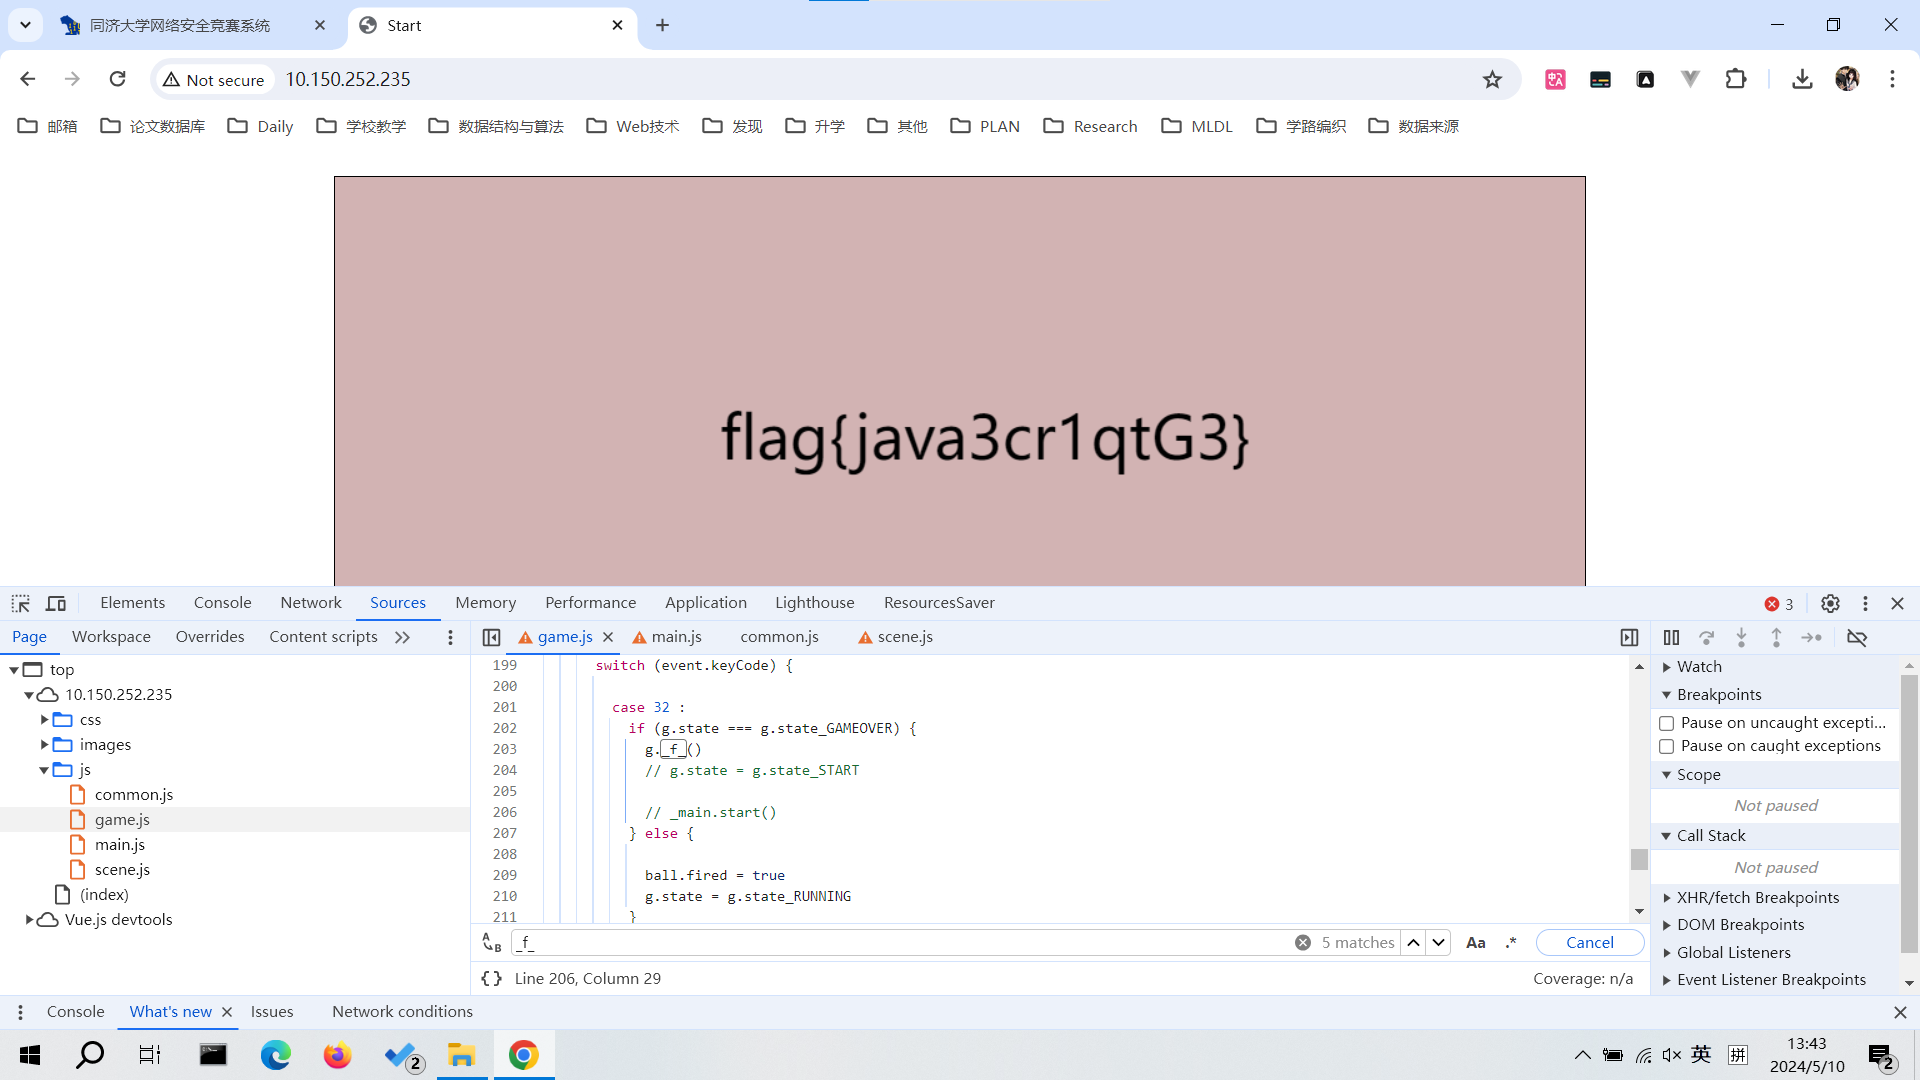 同济大学网络安全竞赛系统
Start
Not secure
10.150.252.235
邮箱
论文数据库
Daily
学校教学
数据结构与算法
Web技术
发现
升学
其他
PLAN
Research
MLDL
学路编织
数据来源
flag{java3cr1qtG3}
Elements
Console
Network
Sources
Memory
Performance
Application
Lighthouse
ResourcesSaver
3
Page
Workspace
Overrides
Content scripts
game.js
main.js
common.js
scene.js
top
10.150.252.235
css
images
js
common.js
game.js
main.js
scene.js
(index)
Vue.js devtools
199 switch (event.keyCode) {
200
201 case 32 :
202 if (g.state === g.state_GAMEOVER) {
203 g._f_()
204 // g.state = g.state_START
205
206 // _main.start()
207 } else {
208
209 ball.fired = true
210 g.state = g.state_RUNNING
211 }
_f_
5 matches
Aa
.*
Cancel
{} Line 206, Column 29
Coverage: n/a
Watch
Breakpoints
Pause on uncaught excepti...
Pause on caught exceptions
Scope
Not paused
Call Stack
Not paused
XHR/fetch Breakpoints
DOM Breakpoints
Global Listeners
Event Listener Breakpoints
Console
What's new
Issues
Network conditions
2
英
拼
13:43
2024/5/10
2